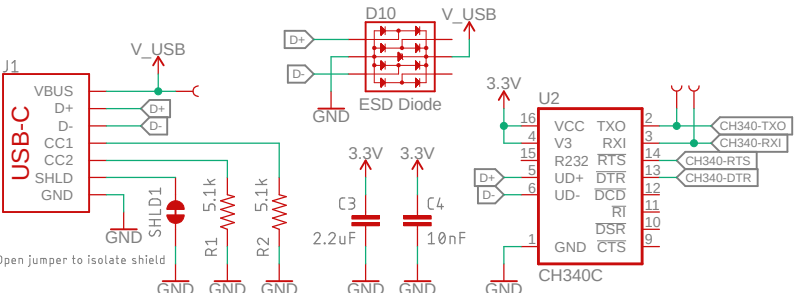 D10
V_USB
D+
D-
GND
ESD Diode
J1
V_USB
USB-C
VBUS
D+
D-
CC1
CC2
SHLD
GND
D+
D-
GND
SHLD1
Open jumper to isolate shield
GND
5.1k
R1
GND
5.1k
R2
GND
3.3V
C3
2.2uF
GND
3.3V
C4
10nF
GND
3.3V
U2
16 VCC TXO 2 CH340-TXO
4 V3 RXI 3 CH340-RXI
15 R232 RTS 14 CH340-RTS
D+ 5 UD+ DTR 13 CH340-DTR
D- 6 UD- DCD 12
RI 11
DSR 10
1 GND CTS 9
GND
CH340C